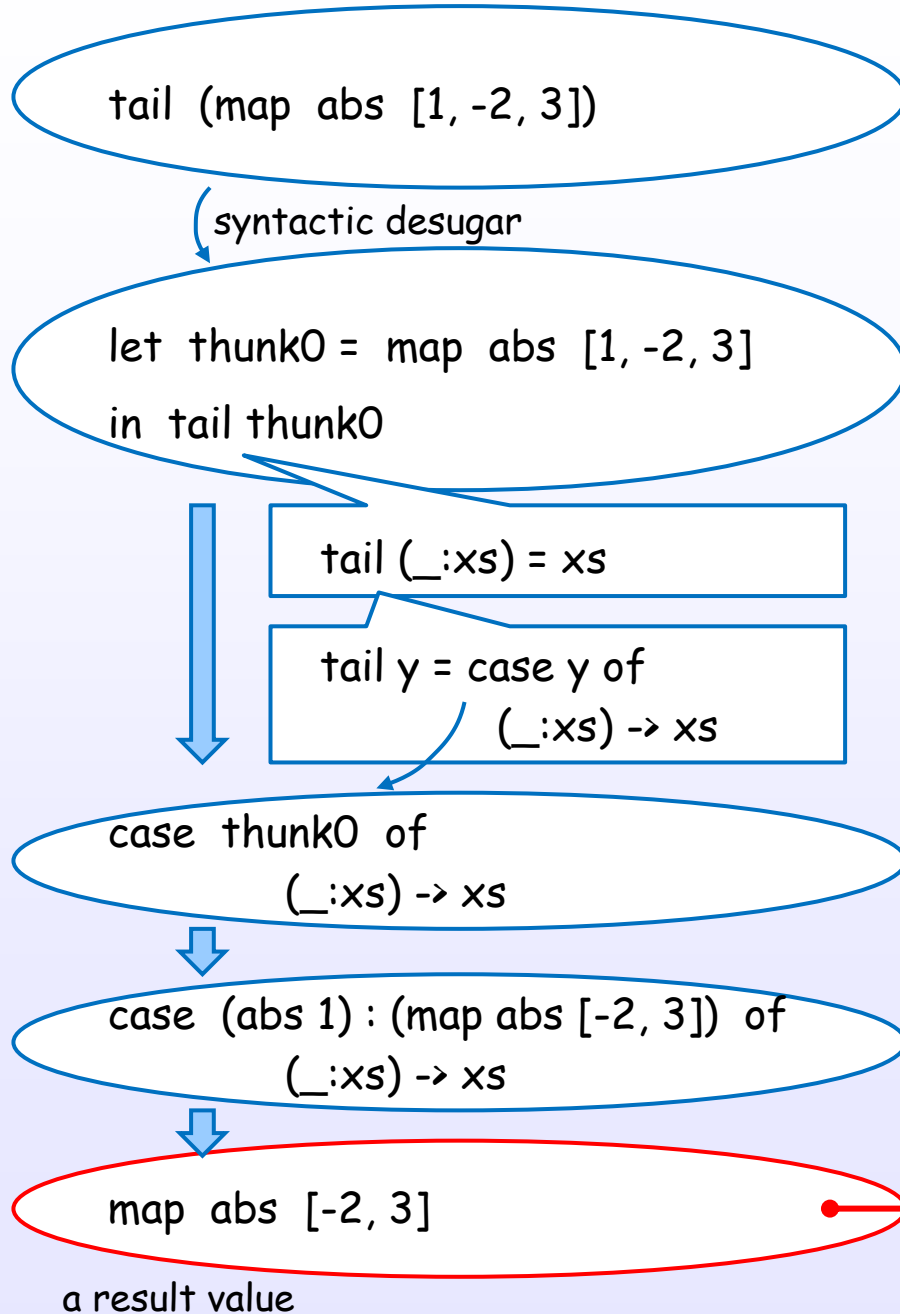 tail (map abs [1, -2, 3])
syntactic desugar
let thunk0 = map abs [1, -2, 3]
in tail thunk0
tail (_:xs) = xs
tail y = case y of
(_:xs) -> xs
case thunk0 of
(_:xs) -> xs
case (abs 1) : (map abs [-2, 3]) of
(_:xs) -> xs
map abs [-2, 3]
a result value